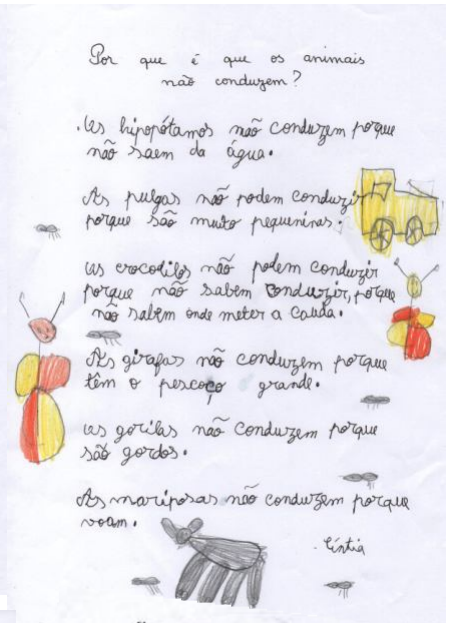 Por que é que os animais
não conduzem?
.Os hipopótamos não conduzem porque
não saem da água.
As pulgas não podem conduzir
porque são muito pequeninas.
Os crocodilos não podem conduzir
porque não sabem conduzir, porque
não sabem onde meter a cauda.
As girafas não conduzem porque
têm o pescoço grande.
Os gorilas não conduzem porque
são gordos.
As mariposas não conduzem porque
voam.
. Cíntia